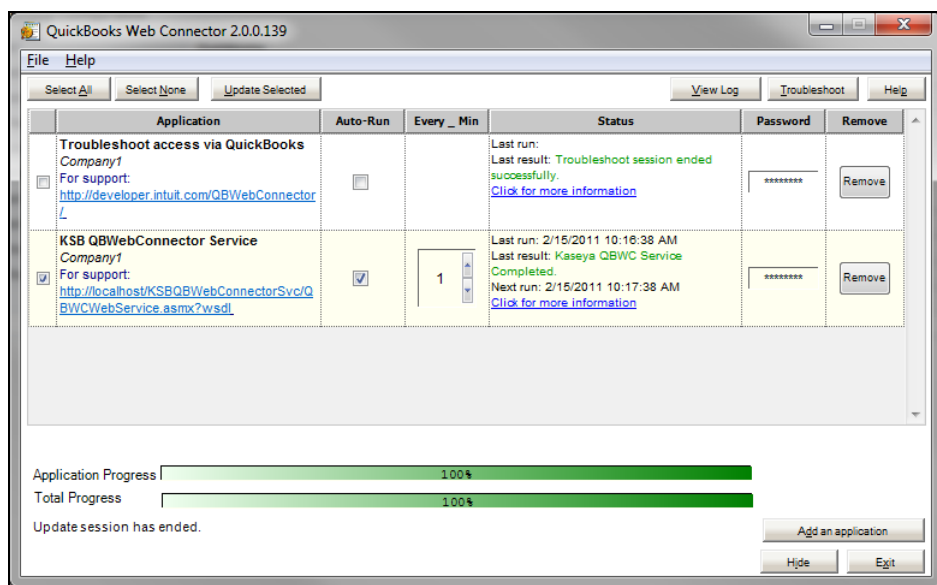 QuickBooks Web Connector 2.0.0.139
File Help
Select All Select None Update Selected View Log Troubleshoot Help
Application Auto-Run Every _ Min Status Password Remove
Troubleshoot access via QuickBooks
Company1
For support:
http://developer.intuit.com/QBWebConnector
/
Last run:
Last result: Troubleshoot session ended
successfully.
Click for more information
********
Remove
KSB QBWebConnector Service
Company1
For support:
http://localhost/KSBQBWebConnectorSvc/Q
BWCWebService.asmx?wsdl
1
Last run: 2/15/2011 10:16:38 AM
Last result: Kaseya QBWC Service
Completed.
Next run: 2/15/2011 10:17:38 AM
Click for more information
********
Remove
Application Progress 100%
Total Progress 100%
Update session has ended.
Add an application
Hide Exit